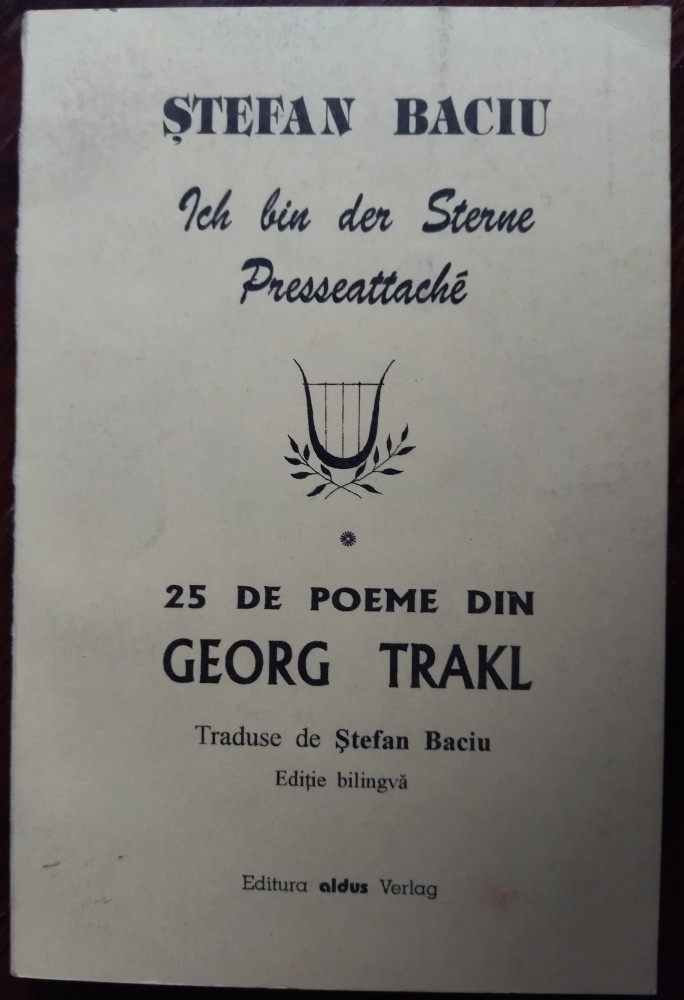 ŞTEFAN BACIU
Ich bin der Sterne
Presseattaché
25 DE POEME DIN
GEORG TRAKL
Traduse de Ştefan Baciu
Ediţie bilingvă
Editura aldus Verlag